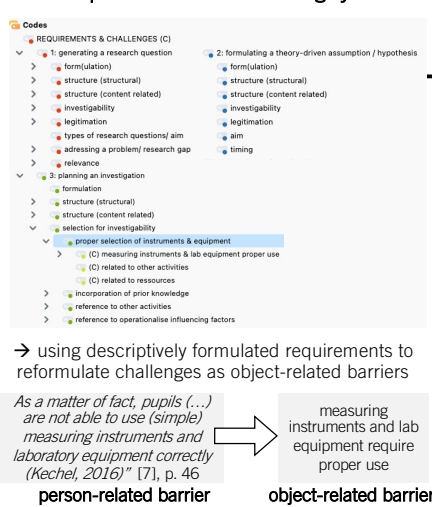 Codes
REQUIREMENTS & CHALLENGES (C)
1: generating a research question
form(ulation)
structure (structural)
structure (content related)
investigability
legitimation
types of research questions/ aim
adressing a problem/ research gap
relevance
2: formulating a theory-driven assumption / hypothesis
form(ulation)
structure (structural)
structure (content related)
investigability
legitimation
aim
timing
3: planning an investigation
formulation
structure (structural)
structure (content related)
selection for investigability
proper selection of instruments & equipment
(C) measuring instruments & lab equipment proper use
(C) related to other activities
(C) related to ressources
incorporation of prior knowledge
reference to other activities
reference to operationalise influencing factors
→ using descriptively formulated requirements to
reformulate challenges as object-related barriers
As a matter of fact, pupils (…)
are not able to use (simple)
measuring instruments and
laboratory equipment correctly
(Kechel, 2016)" [7], p. 46
person-related barrier
measuring
instruments and lab
equipment require
proper use
object-related barrier